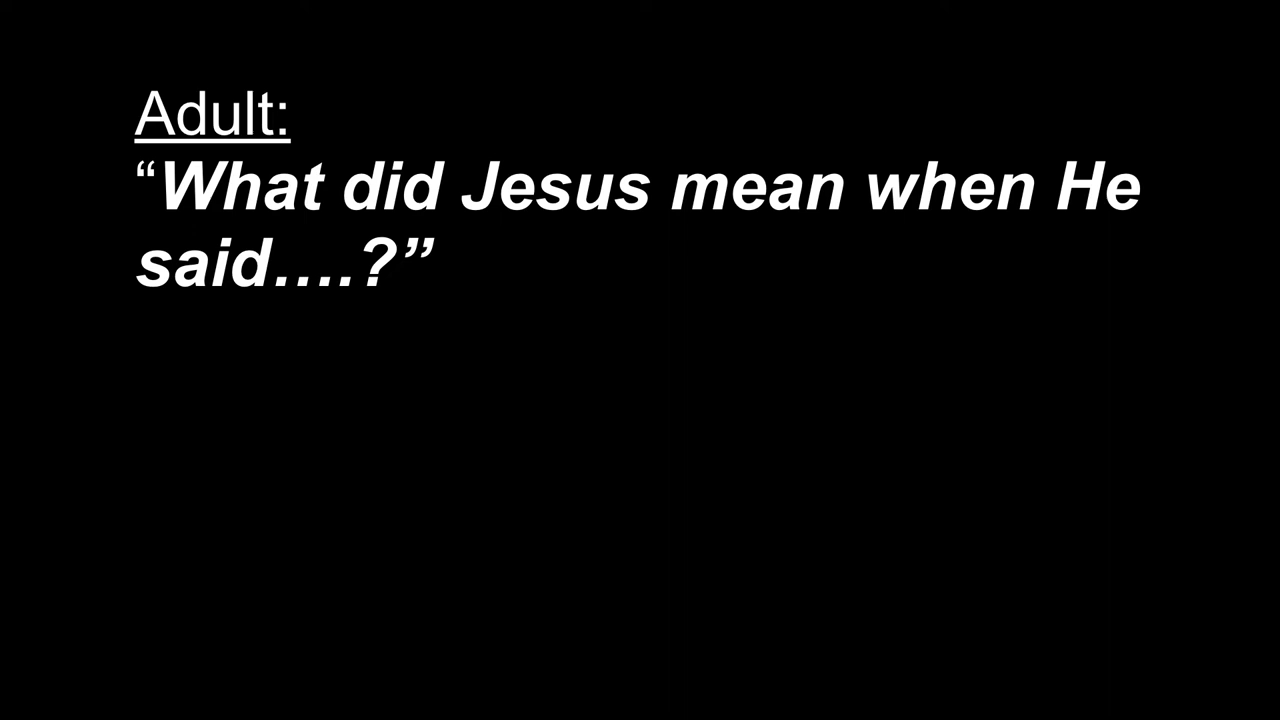 Adult:
“What did Jesus mean when He
said….?”